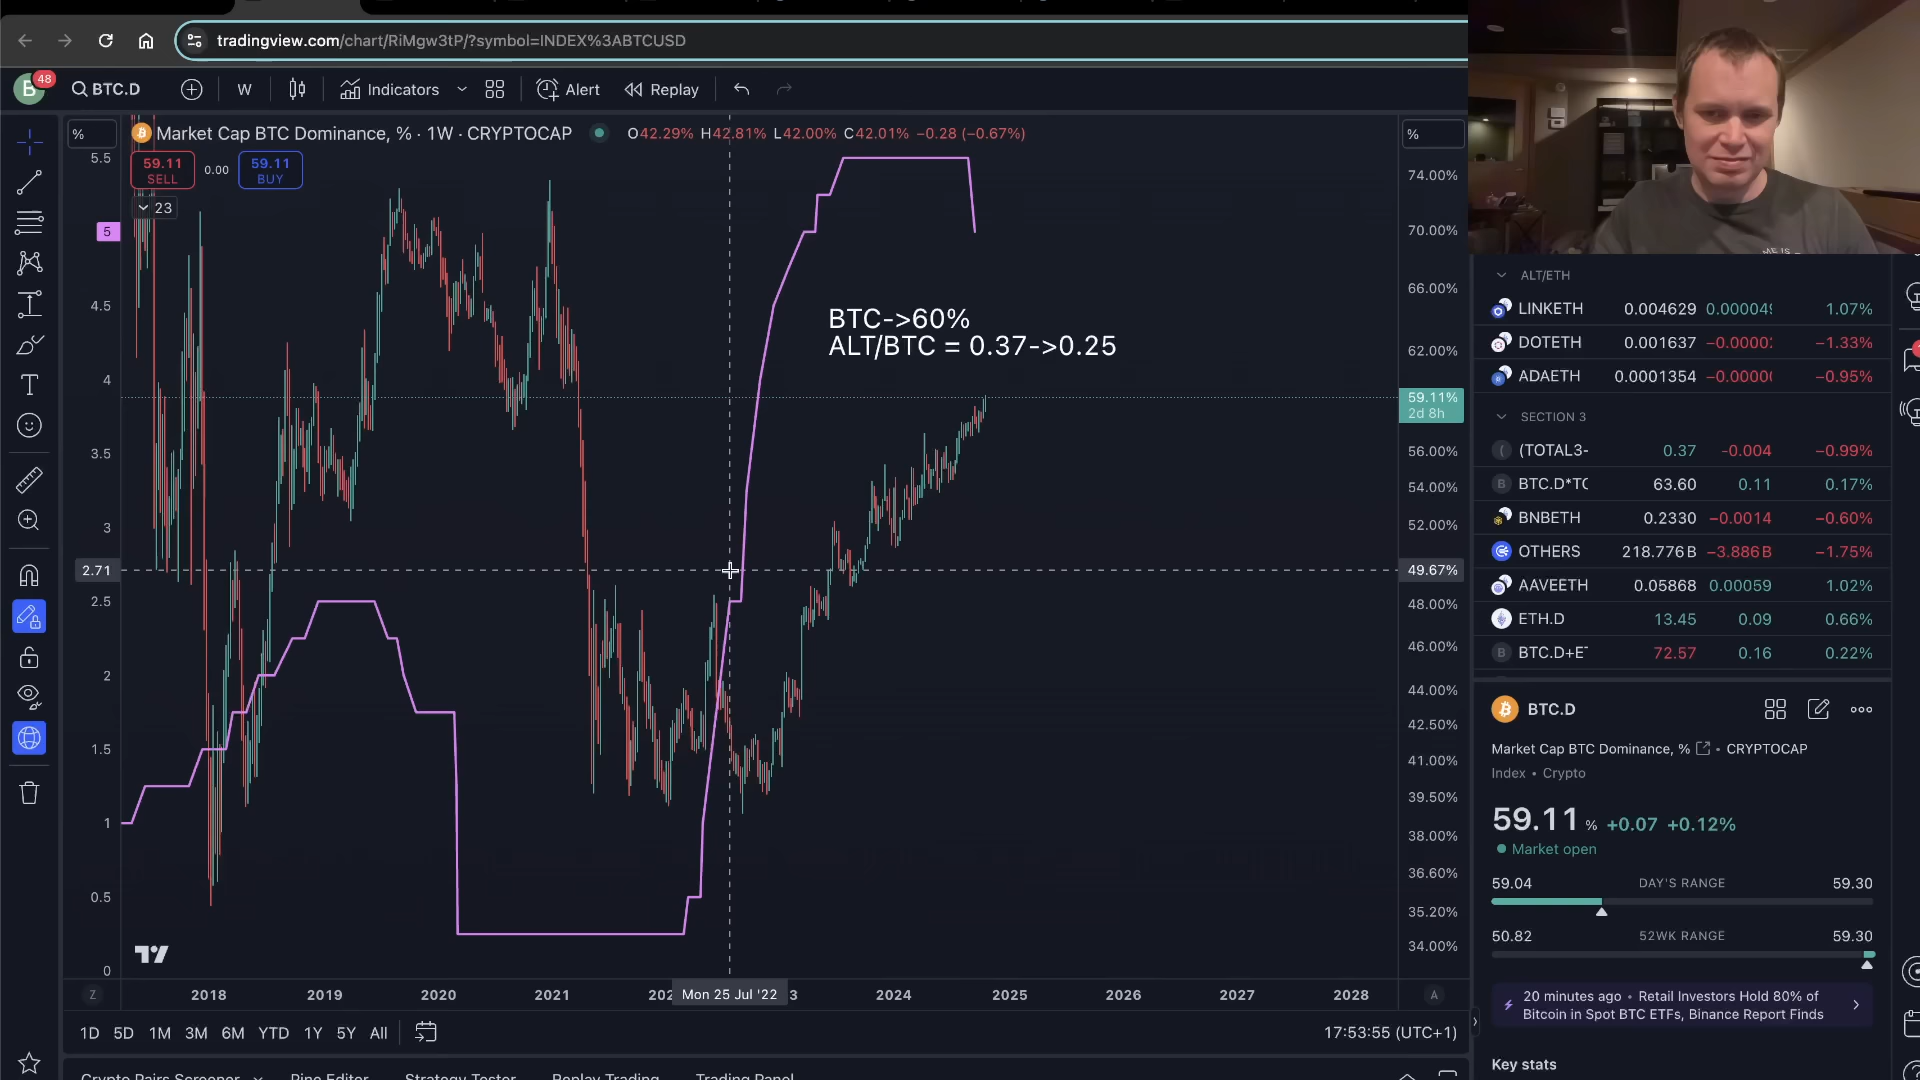 tradingview.com/chart/RiMgw3tP/?symbol=INDEX%3ABTCUSD
B 48 BTC.D W Indicators Alert Replay
% Market Cap BTC Dominance, % · 1W · CRYPTOCAP O42.29% H42.81% L42.00% C42.01% −0.28 (−0.67%) %
59.11 SELL 0.00 59.11 BUY
23
5.5
5
4.5
4
3.5
3
2.71
2.5
2
1.5
1
0.5
0
BTC->60%
ALT/BTC = 0.37->0.25
74.00%
70.00%
66.00%
62.00%
59.11%
2d 8h
56.00%
54.00%
52.00%
49.67%
48.00%
46.00%
44.00%
42.50%
41.00%
39.50%
38.00%
36.60%
35.20%
34.00%
Z 2018 2019 2020 2021 202 Mon 25 Jul '22 3 2024 2025 2026 2027 2028 A
1D 5D 1M 3M 6M YTD 1Y 5Y All 17:53:55 (UTC+1)
Crypto Pairs Screener Pine Editor Strategy Tester Replay Trading Trading Panel
ME IS
ALT/ETH
LINKETH 0.004629 0.000049 1.07%
DOTETH 0.001637 −0.0000 −1.33%
ADAETH 0.0001354 −0.0000 −0.95%
SECTION 3
(TOTAL3- 0.37 -0.004 −0.99%
BTC.D*TC 63.60 0.11 0.17%
BNBETH 0.2330 −0.0014 −0.60%
OTHERS 218.776B −3.886B −1.75%
AAVEETH 0.05868 0.00059 1.02%
ETH.D 13.45 0.09 0.66%
BTC.D+E 72.57 0.16 0.22%
BTC.D
Market Cap BTC Dominance, % • CRYPTOCAP
Index • Crypto
59.11 % +0.07 +0.12%
Market open
59.04 DAY'S RANGE 59.30
50.82 52WK RANGE 59.30
20 minutes ago • Retail Investors Hold 80% of
Bitcoin in Spot BTC ETFs, Binance Report Finds
Key stats